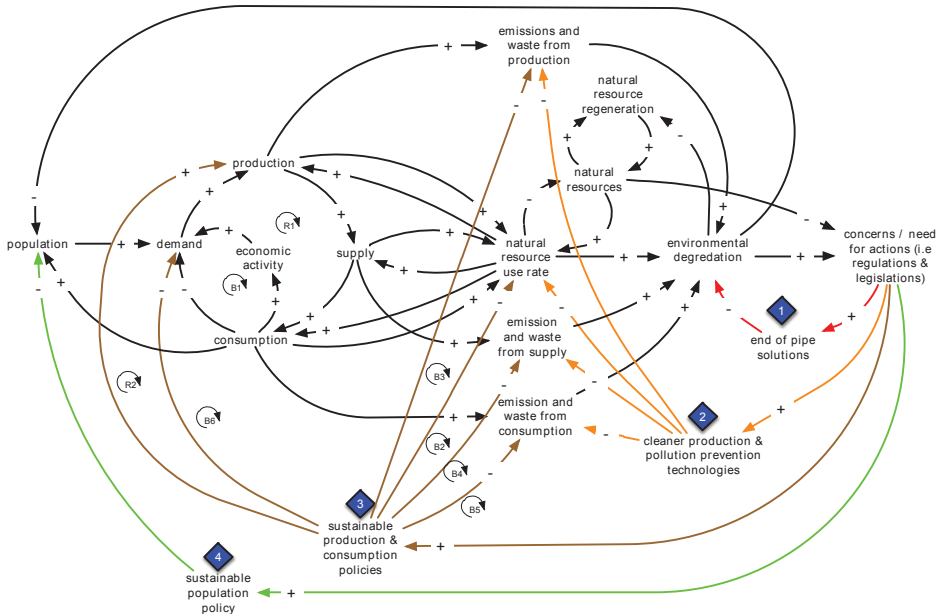 emissions and
waste from
production
natural
resource
regeneration
production
natural
resources
population
demand
economic
activity
supply
natural
resource
use rate
environmental
degradation
concerns / need
for actions (i.e
regulations &
legislations)
consumption
emission
and waste
from supply
end of pipe
solutions
emission and
waste from
consumption
cleaner production &
pollution prevention
technologies
sustainable
production &
consumption
policies
sustainable
population
policy
R1
B1
R2
B6
B3
B2
B4
B5
1
2
3
4
+
+
-
+
-
+
+
+
+
+
+
+
+
-
-
+
-
-
+
+
+
+
+
+
+
+
-
+
+
-
-
+
+
+
-
-
-
-
-
+
-
-
-
-
+
+
+
-
+
-
+